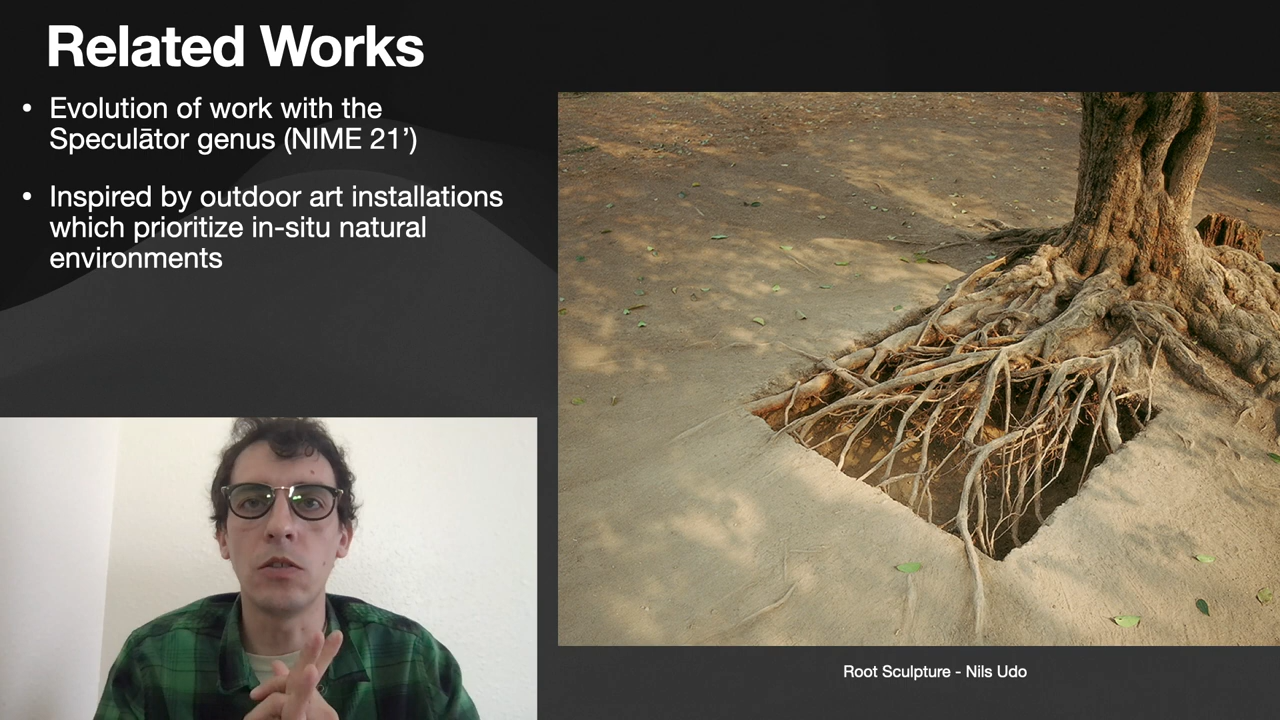 Related Works
• Evolution of work with the
Speculātor genus (NIME 21’)
• Inspired by outdoor art installations
which prioritize in-situ natural
environments
Root Sculpture - Nils Udo